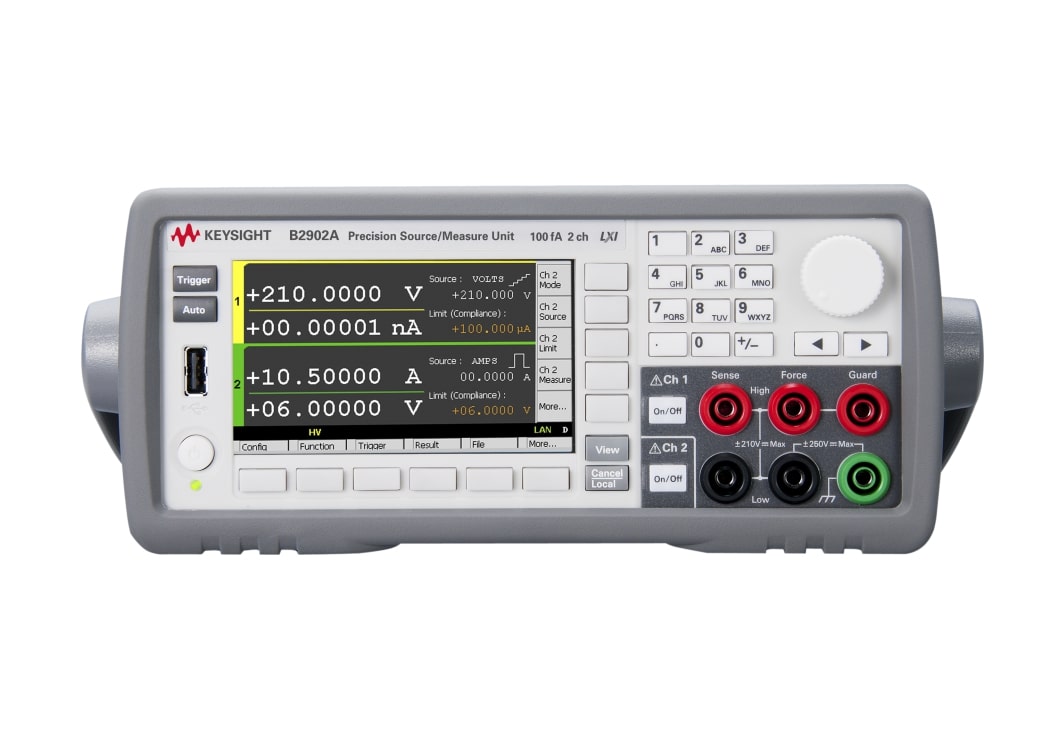 KEYSIGHT B2902A Precision Source/Measure Unit 100 fA 2 ch LXI
Trigger
Auto
1
+210.0000 V
+00.00001 nA
Source : VOLTS
+210.000 V
Limit (Compliance) :
+100.000 µA
2
+10.50000 A
+06.00000 V
Source : AMPS
00.0000 A
Limit (Compliance) :
+06.0000 V
HV
LAN D
Config Function Trigger Result File More...
Ch 2
Mode
Ch 2
Source
Ch 2
Limit
Ch 2
Measure
More...
View
Cancel
Local
1 2 ABC 3 DEF
4 GHI 5 JKL 6 MNO
7 PQRS 8 TUV 9 WXYZ
. 0 +/−
Sense Force Guard
Ch 1
On/Off
High
±210V⎓Max ±250V⎓Max
Ch 2
On/Off
Low